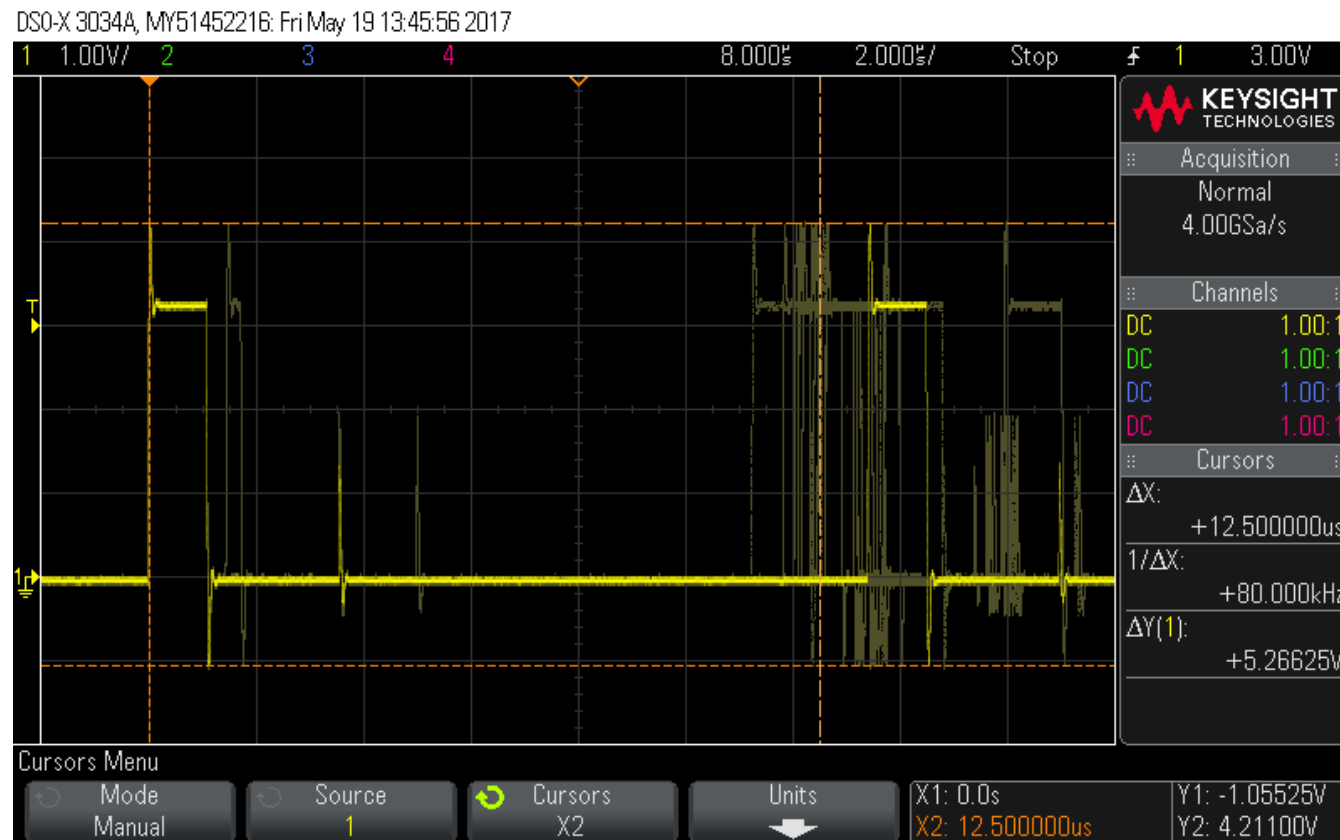 DSO-X 3034A, MY51452216: Fri May 19 13:45:56 2017
1 1.00V/ 2 3 4 8.000µs 2.000µs/ Stop 1 3.00V
KEYSIGHT
TECHNOLOGIES
Acquisition
Normal
4.00GSa/s
Channels
T
DC 1.00:1
DC 1.00:1
DC 1.00:1
DC 1.00:1
Cursors
ΔX:
+12.500000us
1/ΔX:
+80.000kHz
ΔY(1):
+5.26625V
1
Cursors Menu
Mode
Manual
Source
1
Cursors
X2
Units
X1: 0.0s
X2: 12.500000us
Y1: -1.05525V
Y2: 4.21100V